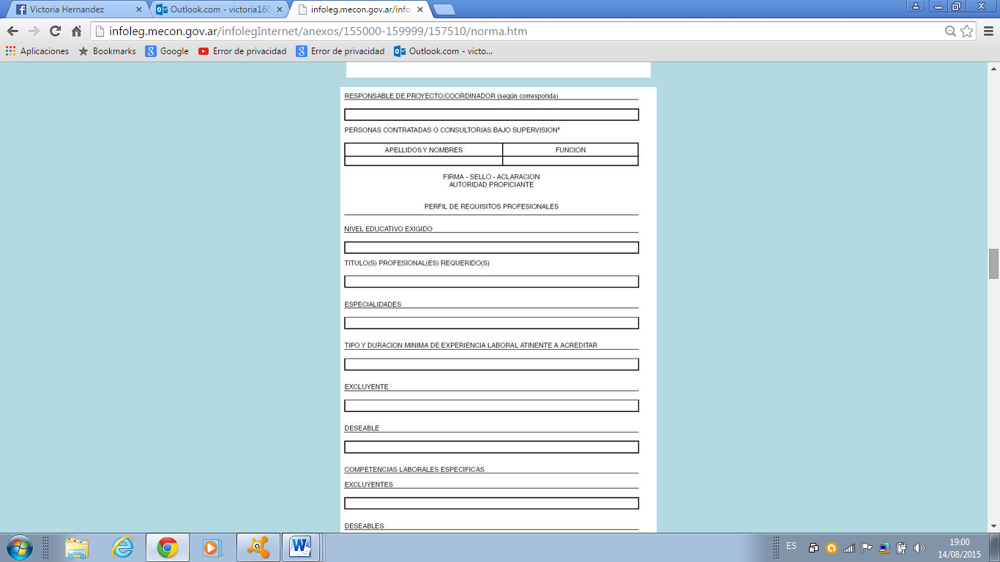 Victoria Hernandez
Outlook.com - victoria160
infoleg.mecon.gov.ar/info
infoleg.mecon.gov.ar/infolegInternet/anexos/155000-159999/157510/norma.htm
Aplicaciones
Bookmarks
Google
Error de privacidad
Error de privacidad
Outlook.com - victo...
RESPONSABLE DE PROYECTO/COORDINADOR (según corresponda)
PERSONAS CONTRATADAS O CONSULTORIAS BAJO SUPERVISION⁴
APELLIDOS Y NOMBRES
FUNCION
FIRMA - SELLO - ACLARACION
AUTORIDAD PROPICIANTE
PERFIL DE REQUISITOS PROFESIONALES
NIVEL EDUCATIVO EXIGIDO
TITULO(S) PROFESIONAL(ES) REQUERIDO(S)
ESPECIALIDADES
TIPO Y DURACION MINIMA DE EXPERIENCIA LABORAL ATINENTE A ACREDITAR
EXCLUYENTE
DESEABLE
COMPETENCIAS LABORALES ESPECIFICAS
EXCLUYENTES
DESEABLES
ES
19:00
14/08/2015